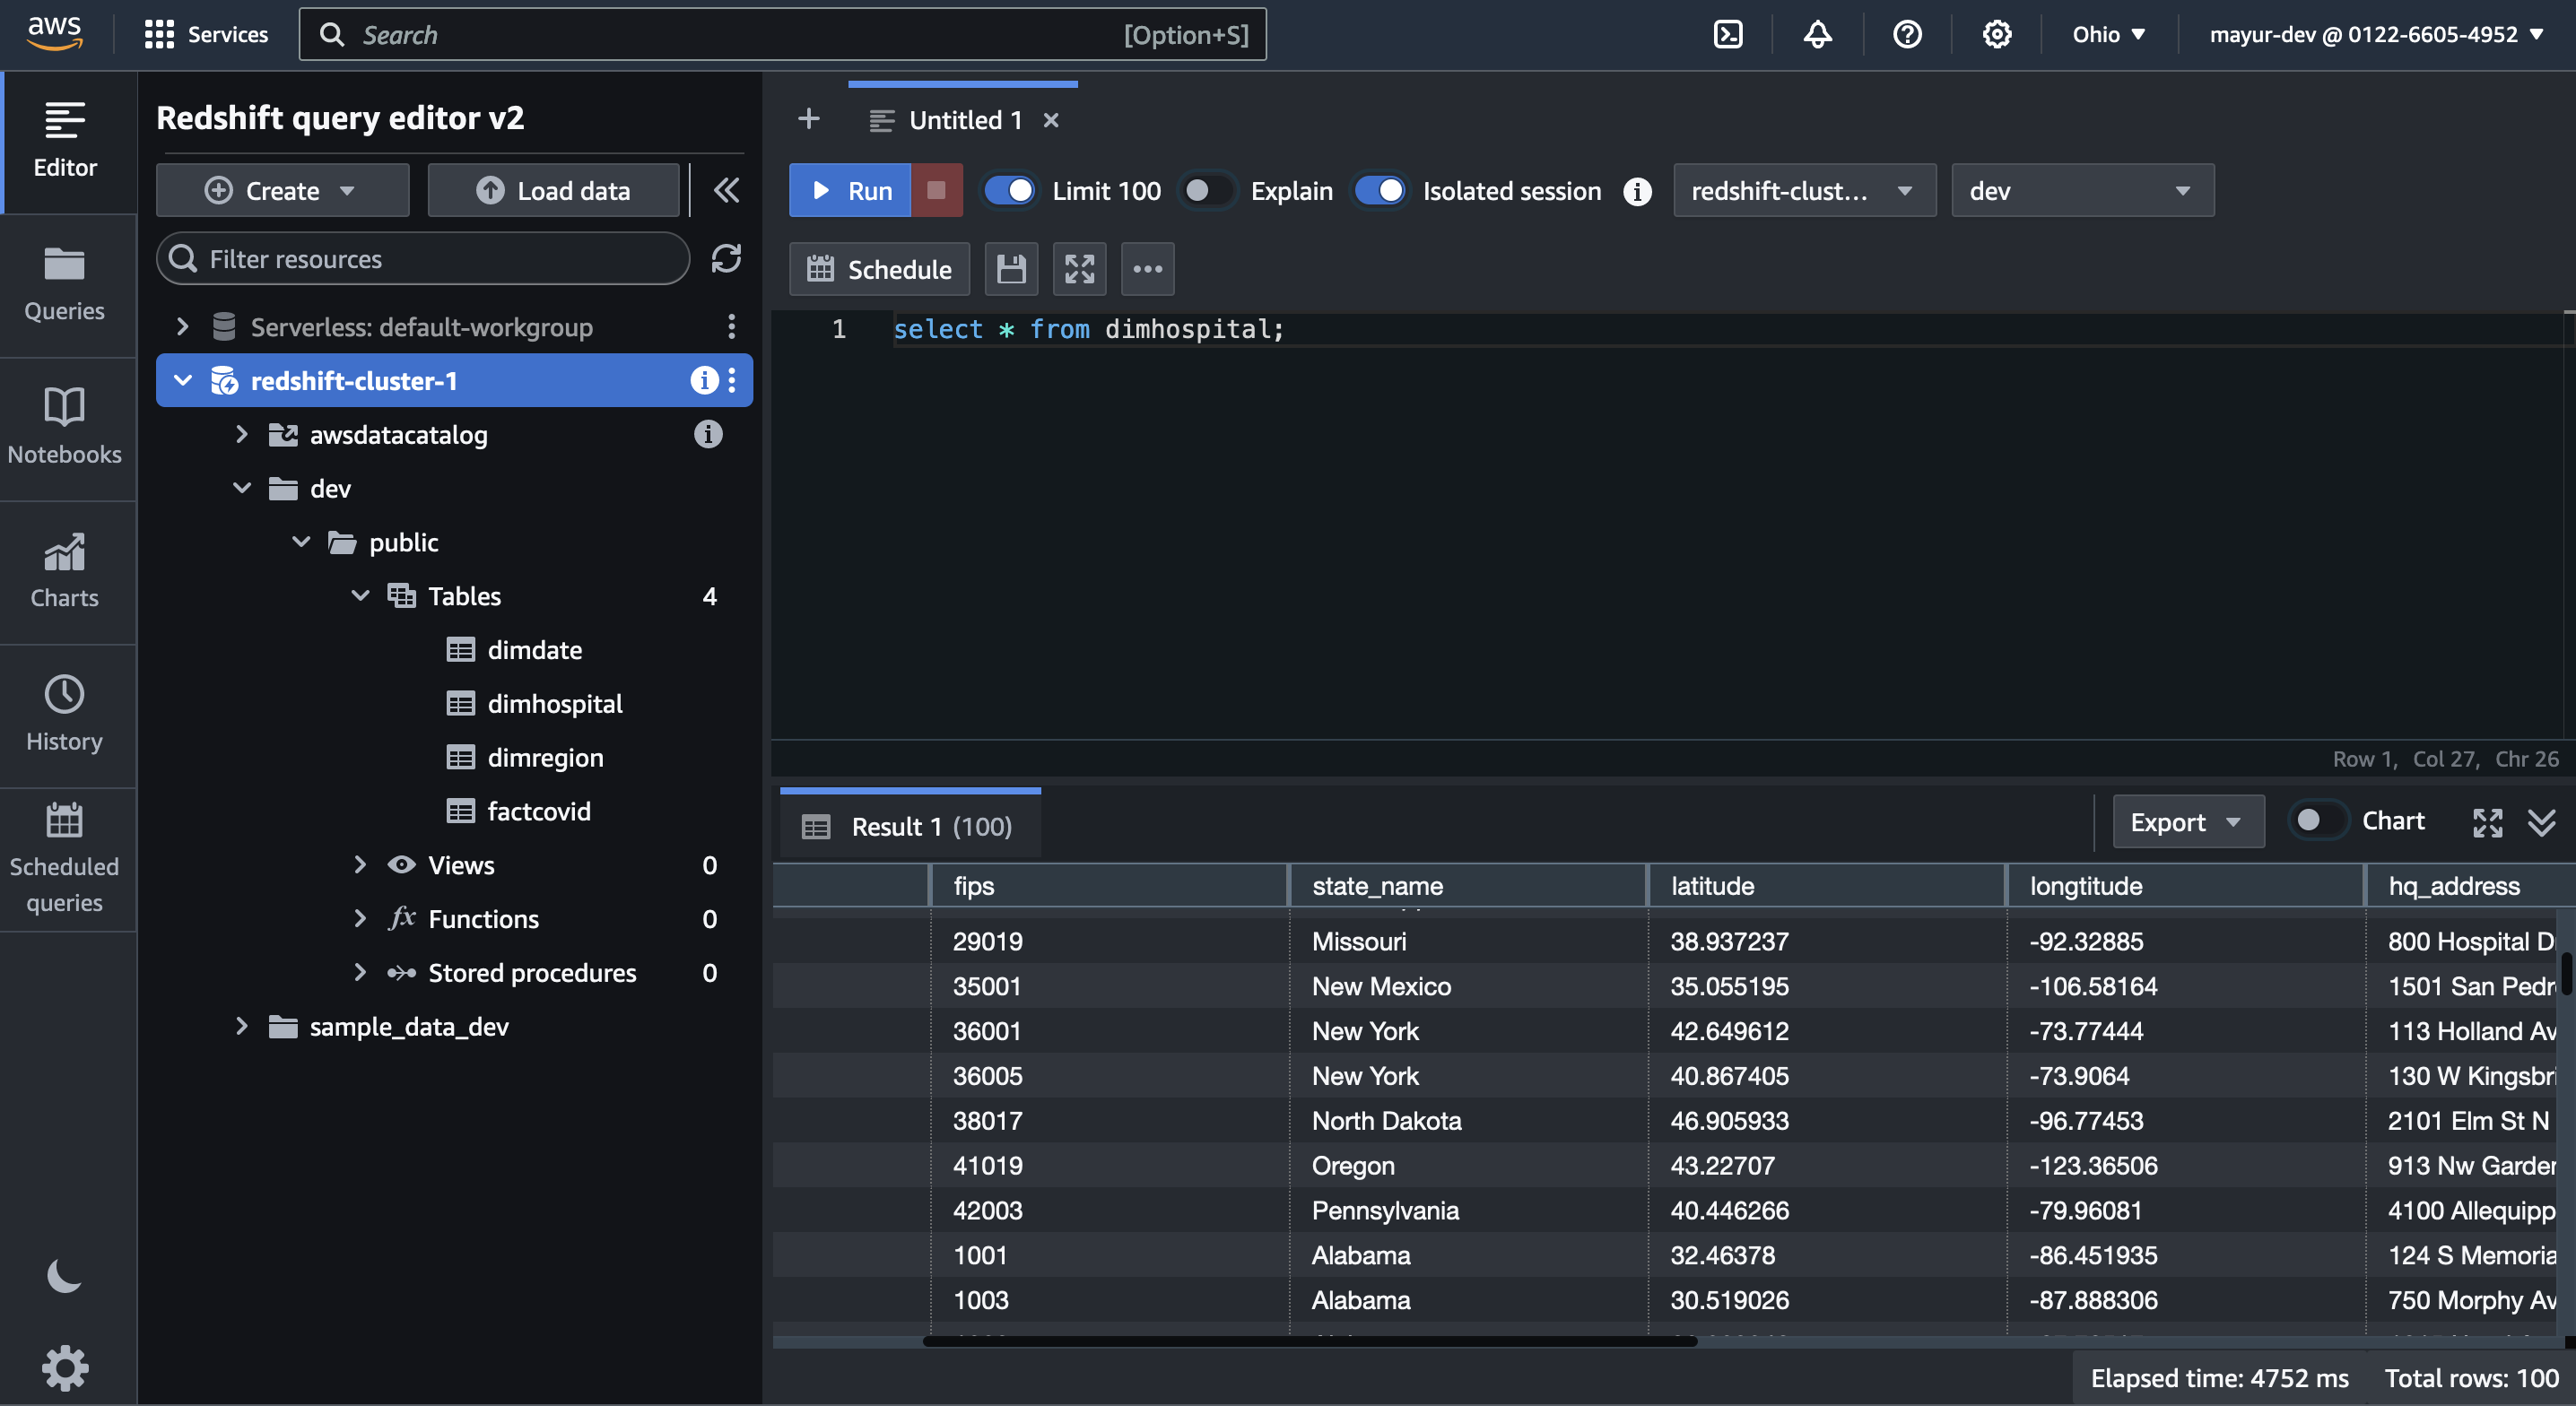 aws Services Search [Option+S] Ohio mayur-dev @ 0122-6605-4952
Editor
Queries
Notebooks
Charts
History
Scheduled
queries
Redshift query editor v2
Create Load data
Filter resources
Serverless: default-workgroup
redshift-cluster-1
awsdatacatalog
dev
public
Tables 4
dimdate
dimhospital
dimregion
factcovid
Views 0
fx Functions 0
Stored procedures 0
sample_data_dev
Untitled 1
Run Limit 100 Explain Isolated session redshift-clust... dev
Schedule
1 select * from dimhospital;
Row 1, Col 27, Chr 26
Result 1 (100) Export Chart
fips state_name latitude longtitude hq_address
29019 Missouri 38.937237 -92.32885 800 Hospital D
35001 New Mexico 35.055195 -106.58164 1501 San Pedr
36001 New York 42.649612 -73.77444 113 Holland Av
36005 New York 40.867405 -73.9064 130 W Kingsbri
38017 North Dakota 46.905933 -96.77453 2101 Elm St N
41019 Oregon 43.22707 -123.36506 913 Nw Garden
42003 Pennsylvania 40.446266 -79.96081 4100 Allequipp
1001 Alabama 32.46378 -86.451935 124 S Memoria
1003 Alabama 30.519026 -87.888306 750 Morphy Av
Elapsed time: 4752 ms Total rows: 100